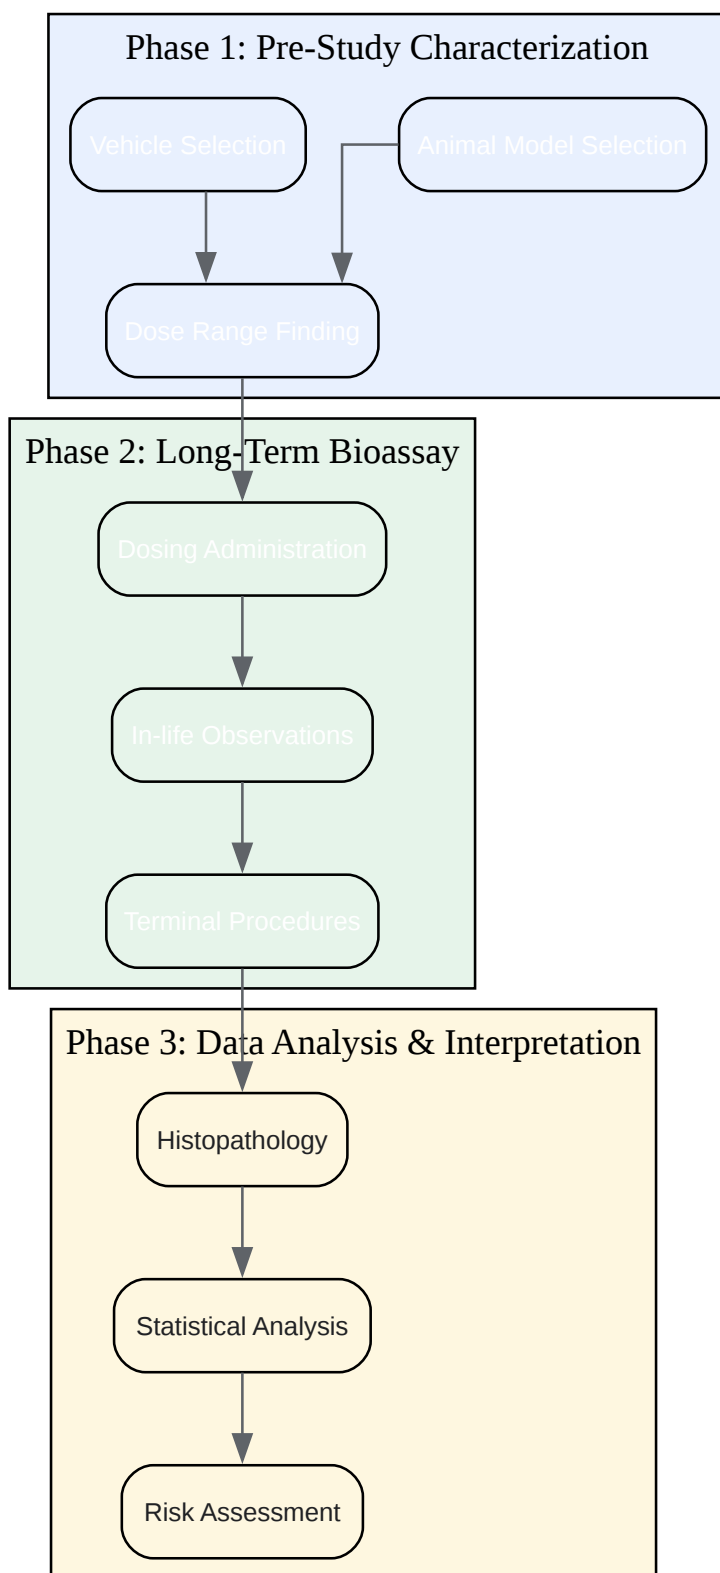 Phase 1: Pre-Study Characterization
Vehicle Selection
Animal Model Selection
Dose Range Finding
Phase 2: Long-Term Bioassay
Dosing Administration
In-life Observations
Terminal Procedures
Phase 3: Data Analysis & Interpretation
Histopathology
Statistical Analysis
Risk Assessment